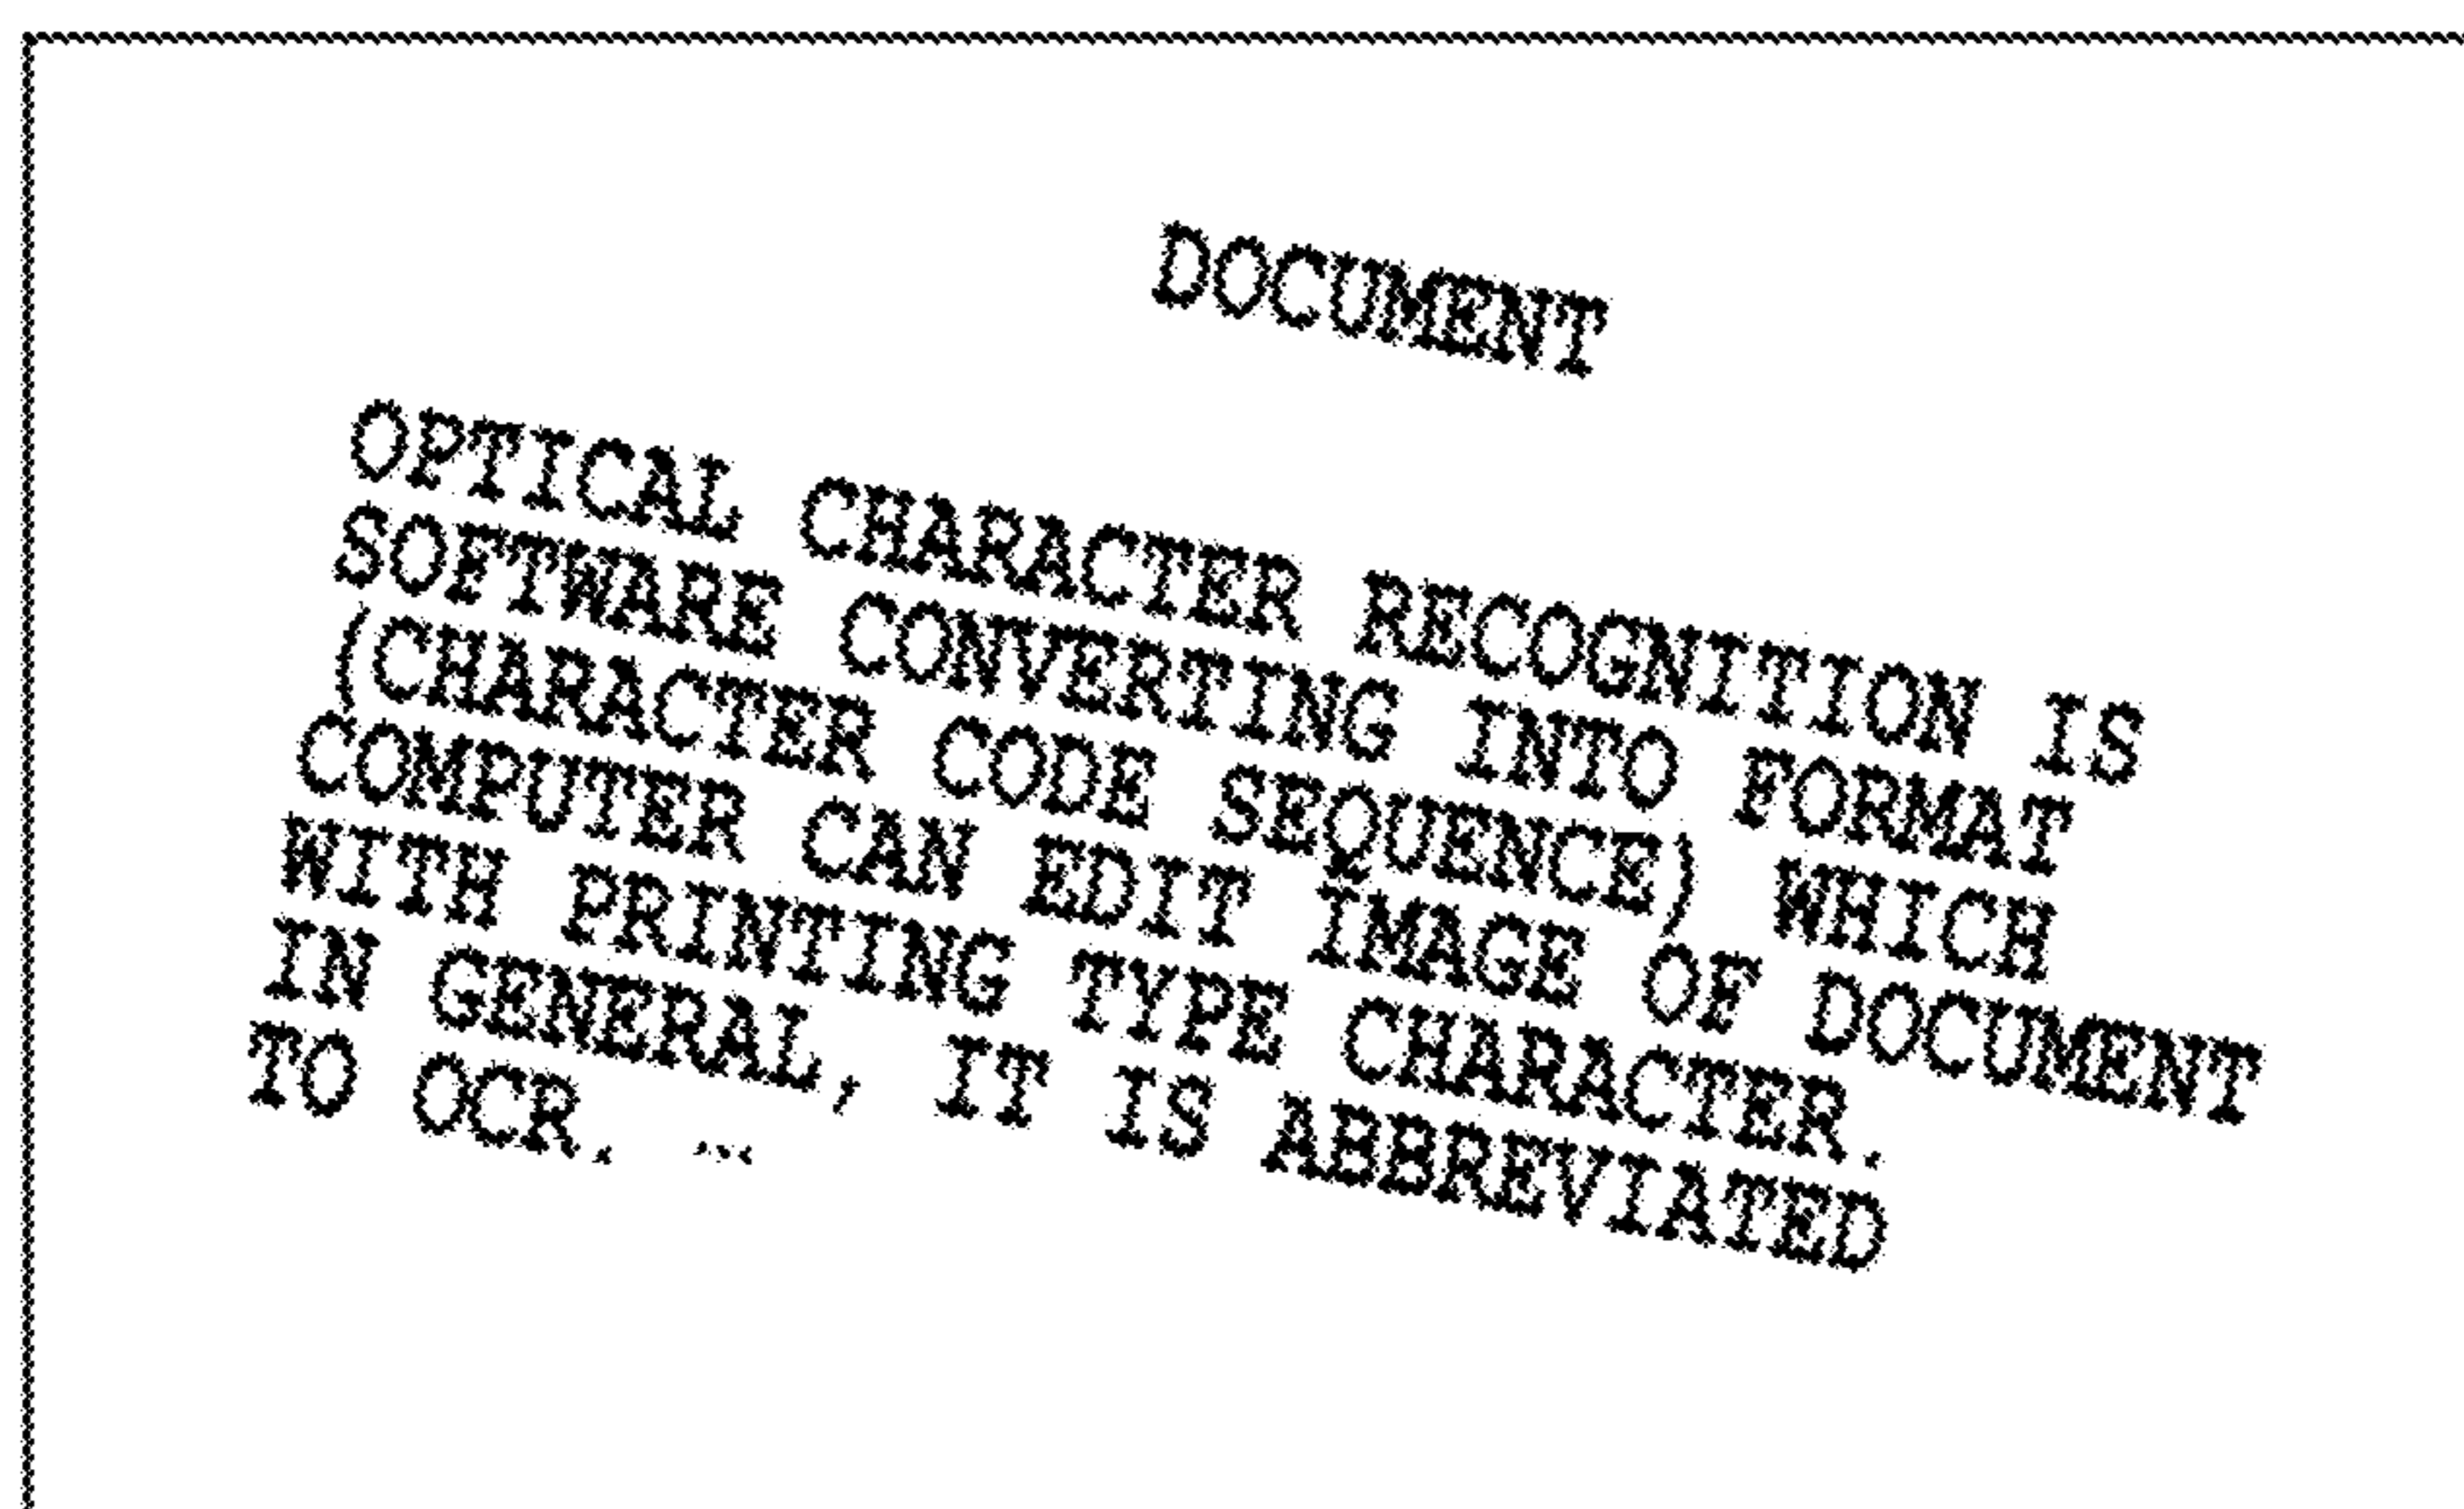 DOCUMENT
OPTICAL CHARACTER RECOGNITION IS
SOFTWARE CONVERTING INTO FORMAT
(CHARACTER CODE SEQUENCE) WHICH
COMPUTER CAN EDIT IMAGE OF DOCUMENT
WITH PRINTING TYPE CHARACTER.
IN GENERAL, IT IS ABBREVIATED
TO OCR. ...